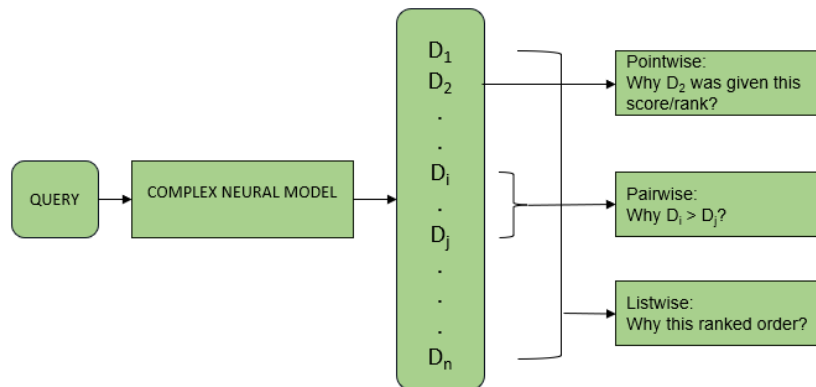 QUERY
COMPLEX NEURAL MODEL
D₁
D₂
.
.
Dᵢ
.
Dⱼ
.
.
.
Dₙ
Pointwise:
Why D₂ was given this
score/rank?
Pairwise:
Why Dᵢ > Dⱼ?
Listwise:
Why this ranked order?